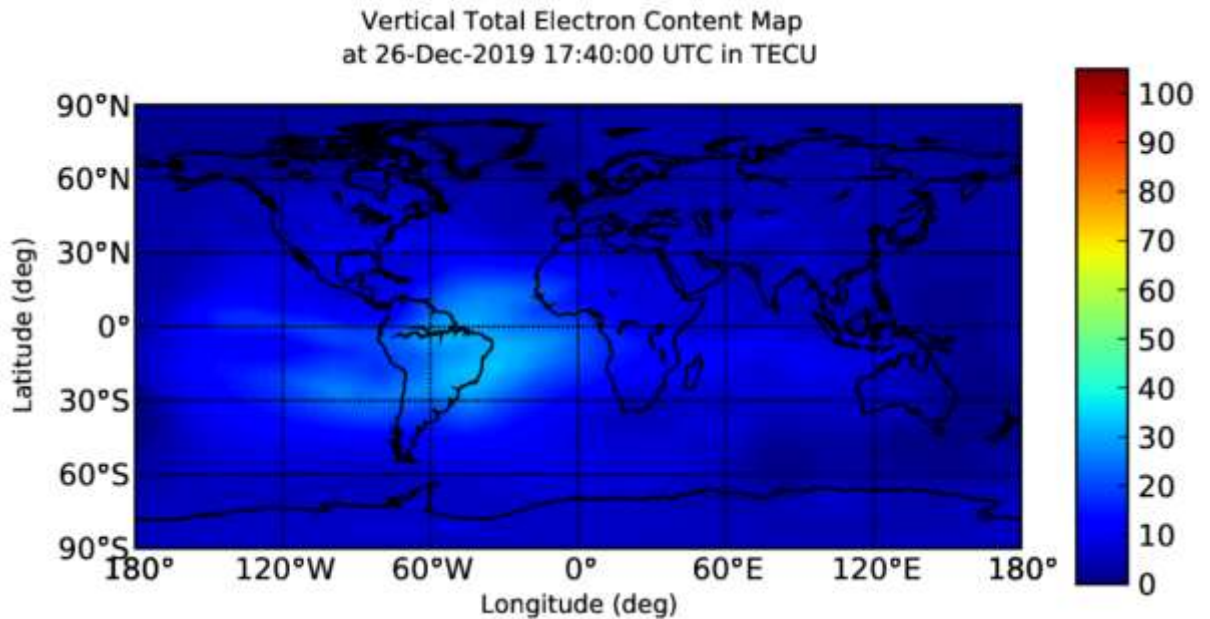 Vertical Total Electron Content Map
at 26-Dec-2019 17:40:00 UTC in TECU
90°N
60°N
30°N
0°
30°S
60°S
90°S
Latitude (deg)
180° 120°W 60°W 0° 60°E 120°E 180°
Longitude (deg)
100
90
80
70
60
50
40
30
20
10
0